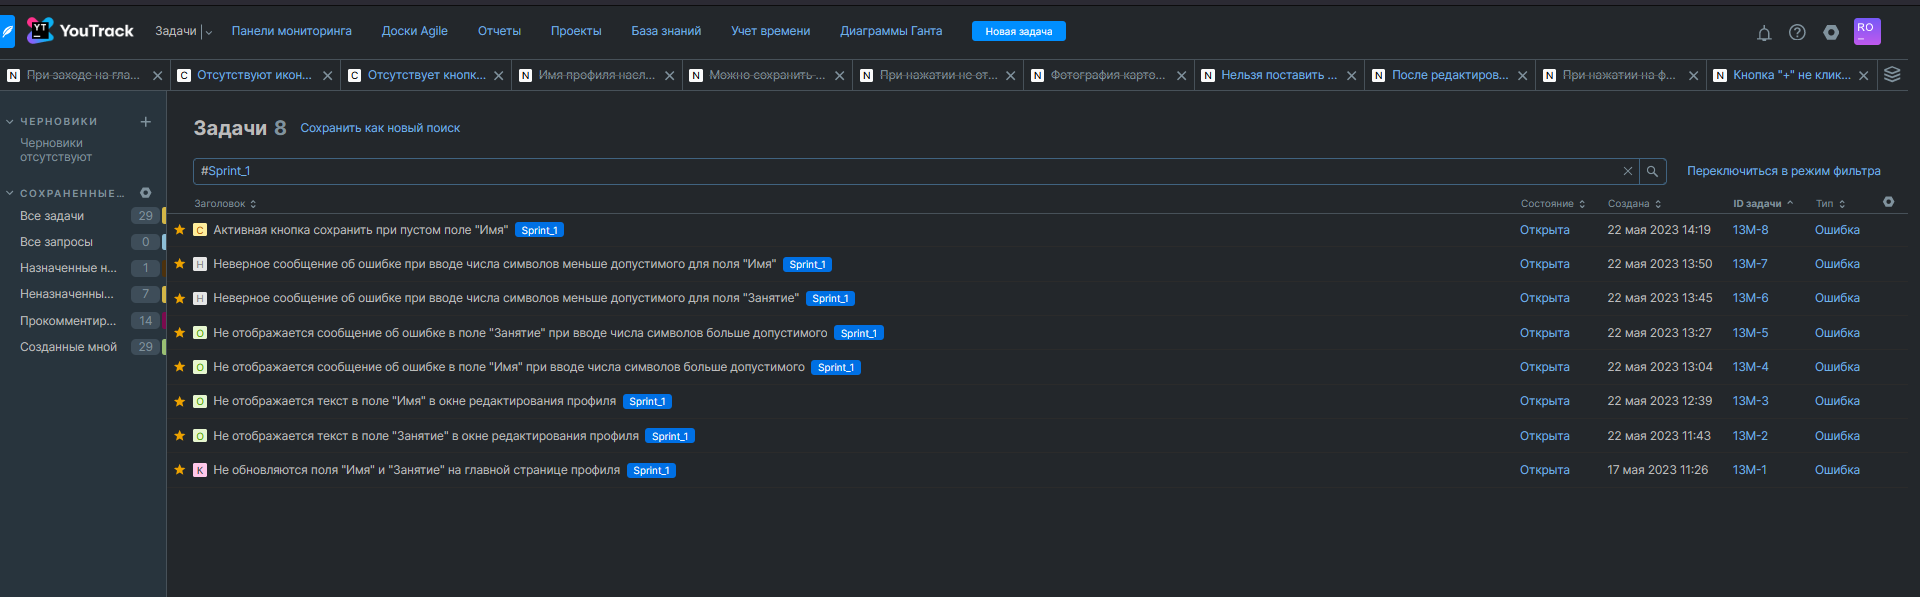 YT YouTrack Задачи Панели мониторинга Доски Agile Отчеты Проекты База знаний Учет времени Диаграммы Ганта Новая задача RO
N При заходе на гла... C Отсутствуют икон... C Отсутствует кнопк... N Имя профиля насл... N Можно сохранить ... N При нажатии не от... N Фотография карто... N Нельзя поставить ... N После редактиров... N При нажатии на ф... N Кнопка "+" не клик...
ЧЕРНОВИКИ
Черновики
отсутствуют
СОХРАНЕННЫЕ...
Все задачи 29
Все запросы 0
Назначенные н... 1
Неназначенны... 7
Прокомментир... 14
Созданные мной 29
Задачи 8 Сохранить как новый поиск
#Sprint_1 Переключиться в режим фильтра
Заголовок Состояние Создана ID задачи Тип
С Активная кнопка сохранить при пустом поле "Имя" Sprint_1 Открыта 22 мая 2023 14:19 13M-8 Ошибка
Н Неверное сообщение об ошибке при вводе числа символов меньше допустимого для поля "Имя" Sprint_1 Открыта 22 мая 2023 13:50 13M-7 Ошибка
Н Неверное сообщение об ошибке при вводе числа символов меньше допустимого для поля "Занятие" Sprint_1 Открыта 22 мая 2023 13:45 13M-6 Ошибка
О Не отображается сообщение об ошибке в поле "Занятие" при вводе числа символов больше допустимого Sprint_1 Открыта 22 мая 2023 13:27 13M-5 Ошибка
О Не отображается сообщение об ошибке в поле "Имя" при вводе числа символов больше допустимого Sprint_1 Открыта 22 мая 2023 13:04 13M-4 Ошибка
О Не отображается текст в поле "Имя" в окне редактирования профиля Sprint_1 Открыта 22 мая 2023 12:39 13M-3 Ошибка
О Не отображается текст в поле "Занятие" в окне редактирования профиля Sprint_1 Открыта 22 мая 2023 11:43 13M-2 Ошибка
К Не обновляются поля "Имя" и "Занятие" на главной странице профиля Sprint_1 Открыта 17 мая 2023 11:26 13M-1 Ошибка